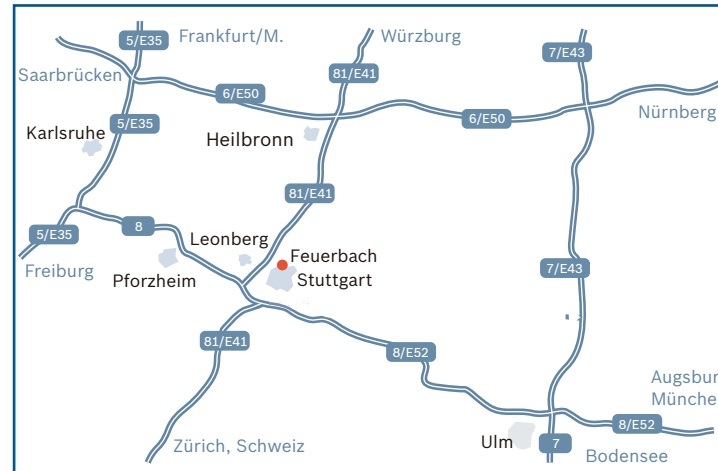 5/E35
Frankfurt/M.
Würzburg
7/E43
81/E41
Saarbrücken
6/E50
Nürnberg
6/E50
5/E35
Karlsruhe
Heilbronn
81/E41
8
5/E35
Leonberg
Feuerbach
Freiburg
Pforzheim
Stuttgart
7/E43
81/E41
8/E52
Augsbur
Münche
8/E52
Zürich, Schweiz
Ulm
7
Bodensee